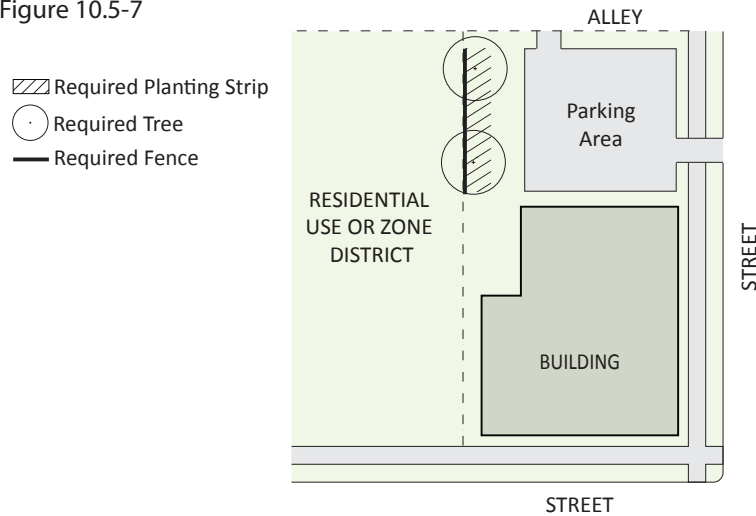 Figure 10.5-7
ALLEY
Required Planting Strip
Required Tree
Required Fence
Parking
Area
RESIDENTIAL
USE OR ZONE
DISTRICT
STREET
BUILDING
STREET